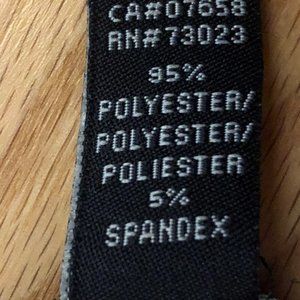 CA#07658
RN#73023
95%
POLYESTER/
POLYESTER/
POLIESTER
5%
SPANDEX